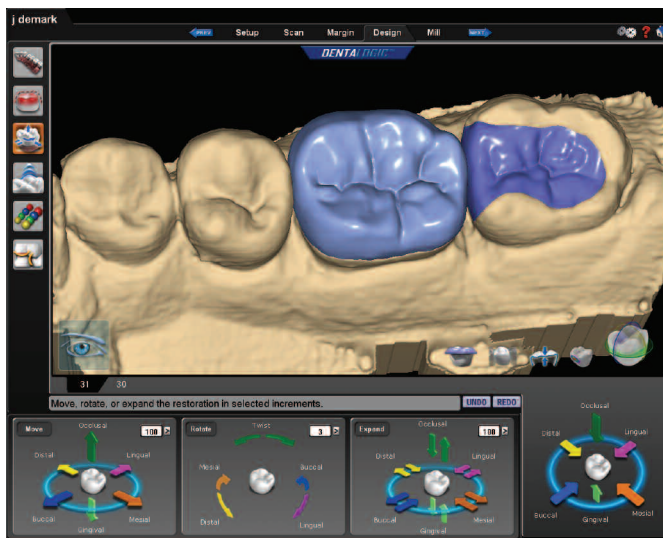 j demark
PREV Setup Scan Margin Design Mill NEXT
?
DENTALOGIC
31 30
Move, rotate, or expand the restoration in selected increments. UNDO REDO
Move Occlusal 100
Distal Lingual
Buccal Mesial
Gingival
Rotate Twist 3
Mesial Buccal
Distal Lingual
Expand Occlusal 100
Distal Lingual
Buccal Mesial
Gingival
Occlusal
Distal Lingual
Buccal Mesial
Gingival